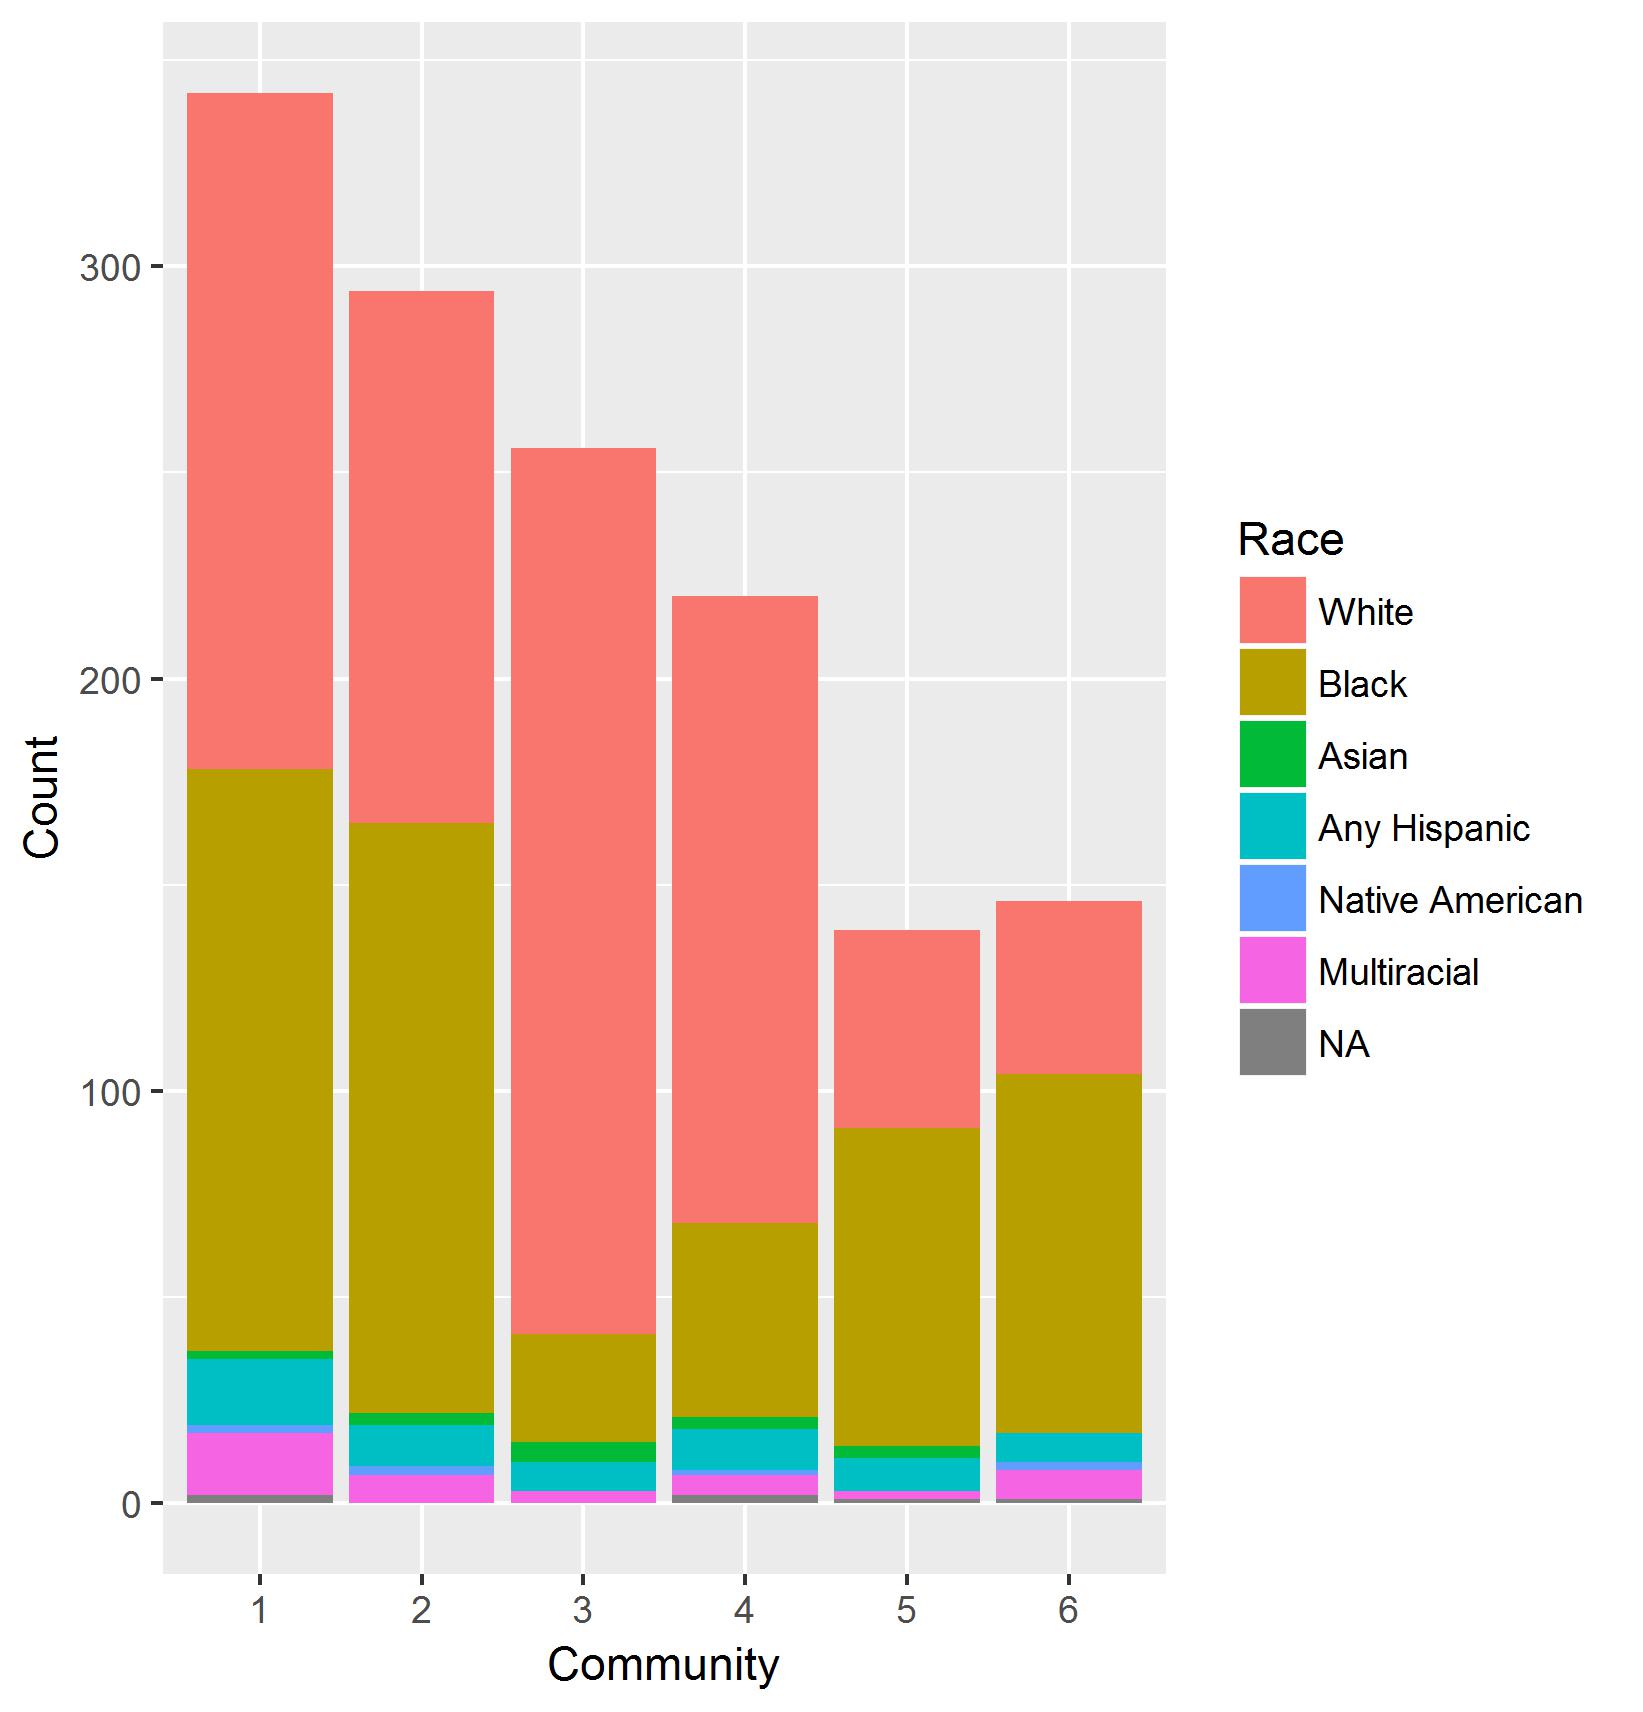 Count
300
200
100
0
1 2 3 4 5 6
Community
Race
White
Black
Asian
Any Hispanic
Native American
Multiracial
NA